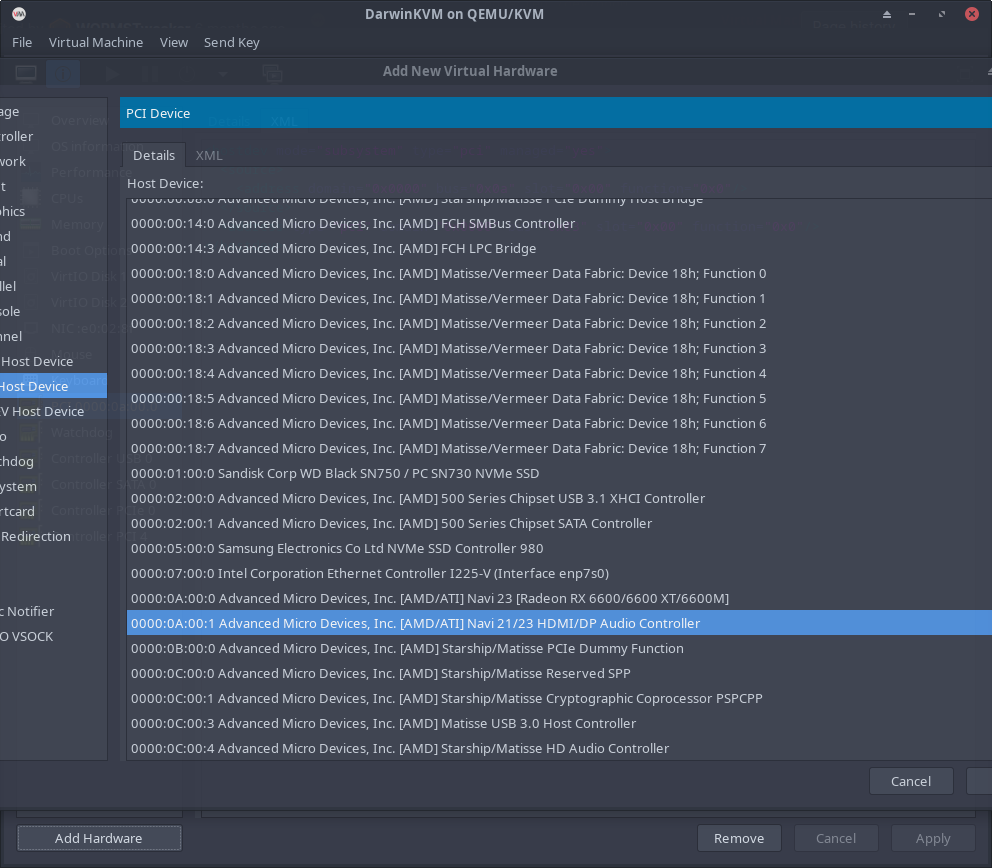 DarwinKVM on QEMU/KVM
File Virtual Machine View Send Key
Add New Virtual Hardware
age
roller
work
t
phics
nd
al
llel
sole
nnel
Host Device
Host Device
V Host Device
o
chdog
ystem
rtcard
Redirection
c Notifier
O VSOCK
PCI Device
Details XML
Host Device:
0000:00:08:0 Advanced Micro Devices, Inc. [AMD] Starship/Matisse PCIe Dummy Host Bridge
0000:00:14:0 Advanced Micro Devices, Inc. [AMD] FCH SMBus Controller
0000:00:14:3 Advanced Micro Devices, Inc. [AMD] FCH LPC Bridge
0000:00:18:0 Advanced Micro Devices, Inc. [AMD] Matisse/Vermeer Data Fabric: Device 18h; Function 0
0000:00:18:1 Advanced Micro Devices, Inc. [AMD] Matisse/Vermeer Data Fabric: Device 18h; Function 1
0000:00:18:2 Advanced Micro Devices, Inc. [AMD] Matisse/Vermeer Data Fabric: Device 18h; Function 2
0000:00:18:3 Advanced Micro Devices, Inc. [AMD] Matisse/Vermeer Data Fabric: Device 18h; Function 3
0000:00:18:4 Advanced Micro Devices, Inc. [AMD] Matisse/Vermeer Data Fabric: Device 18h; Function 4
0000:00:18:5 Advanced Micro Devices, Inc. [AMD] Matisse/Vermeer Data Fabric: Device 18h; Function 5
0000:00:18:6 Advanced Micro Devices, Inc. [AMD] Matisse/Vermeer Data Fabric: Device 18h; Function 6
0000:00:18:7 Advanced Micro Devices, Inc. [AMD] Matisse/Vermeer Data Fabric: Device 18h; Function 7
0000:01:00:0 Sandisk Corp WD Black SN750 / PC SN730 NVMe SSD
0000:02:00:0 Advanced Micro Devices, Inc. [AMD] 500 Series Chipset USB 3.1 XHCI Controller
0000:02:00:1 Advanced Micro Devices, Inc. [AMD] 500 Series Chipset SATA Controller
0000:05:00:0 Samsung Electronics Co Ltd NVMe SSD Controller 980
0000:07:00:0 Intel Corporation Ethernet Controller I225-V (Interface enp7s0)
0000:0A:00:0 Advanced Micro Devices, Inc. [AMD/ATI] Navi 23 [Radeon RX 6600/6600 XT/6600M]
0000:0A:00:1 Advanced Micro Devices, Inc. [AMD/ATI] Navi 21/23 HDMI/DP Audio Controller
0000:0B:00:0 Advanced Micro Devices, Inc. [AMD] Starship/Matisse PCIe Dummy Function
0000:0C:00:0 Advanced Micro Devices, Inc. [AMD] Starship/Matisse Reserved SPP
0000:0C:00:1 Advanced Micro Devices, Inc. [AMD] Starship/Matisse Cryptographic Coprocessor PSPCPP
0000:0C:00:3 Advanced Micro Devices, Inc. [AMD] Matisse USB 3.0 Host Controller
0000:0C:00:4 Advanced Micro Devices, Inc. [AMD] Starship/Matisse HD Audio Controller
Cancel
Add Hardware Remove Cancel Apply